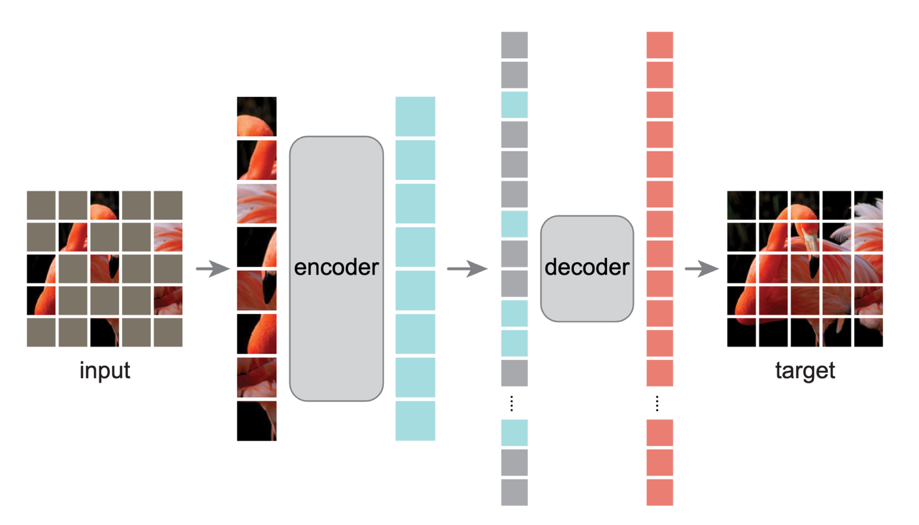 encoder
decoder
input
target